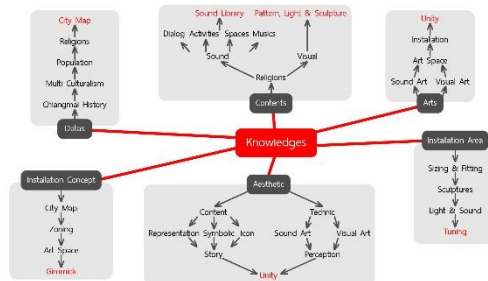 City Map
Religions
Population
Multi Culturalism
Chiangmai History
Datas
Sound Library
Pattern, Light & Sculpture
Dialog Activities Spaces Musics
Sound
Visual
Religions
Contents
Unity
Installation
Art Space
Sound Art
Visual Art
Arts
Knowledges
Installation Concept
City Map
Zoning
Art Space
Gimmick
Aesthetic
Content
Technic
Representation Symbolic Icon
Sound Art
Visual Art
Story
Perception
Unity
Installation Area
Sizing & Fitting
Sculptures
Light & Sound
Tuning